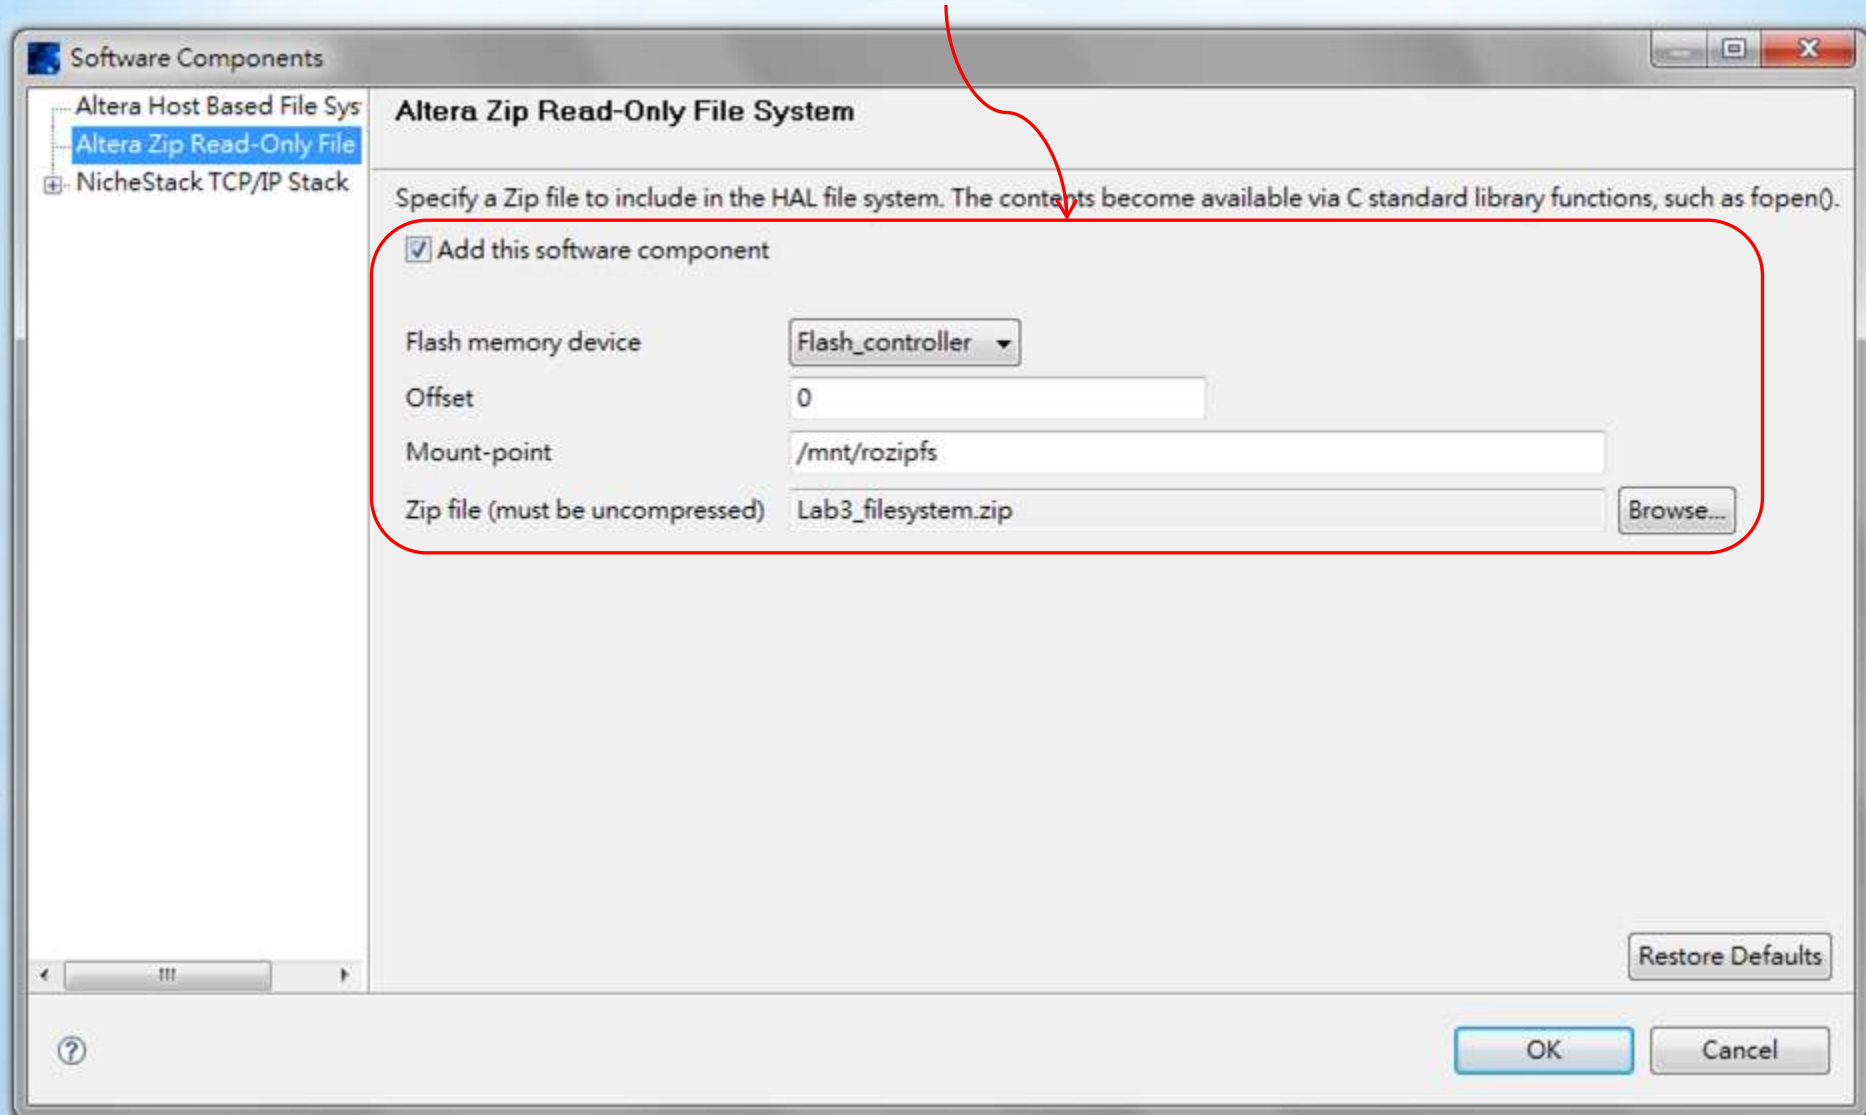 Software Components
Altera Host Based File Sys
Altera Zip Read-Only File
NicheStack TCP/IP Stack
Altera Zip Read-Only File System
Specify a Zip file to include in the HAL file system. The contents become available via C standard library functions, such as fopen().
Add this software component
Flash memory device Flash_controller
Offset 0
Mount-point /mnt/rozipfs
Zip file (must be uncompressed) Lab3_filesystem.zip Browse...
Restore Defaults
OK Cancel